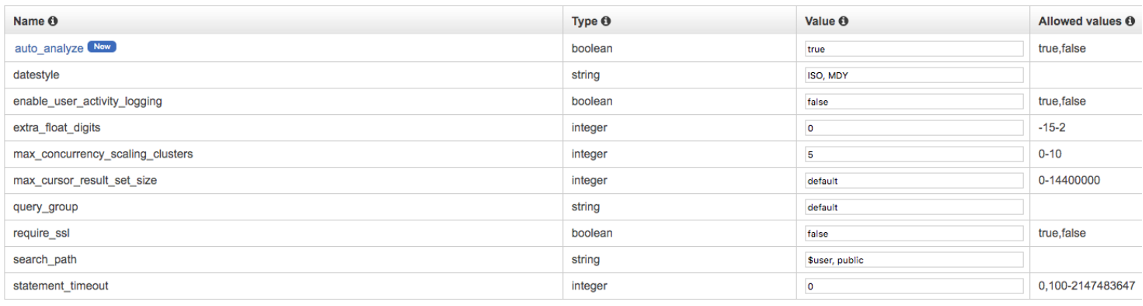 Name Type Value Allowed values
auto_analyze New boolean true true,false
datestyle string ISO, MDY
enable_user_activity_logging boolean false true,false
extra_float_digits integer 0 -15-2
max_concurrency_scaling_clusters integer 5 0-10
max_cursor_result_set_size integer default 0-14400000
query_group string default
require_ssl boolean false true,false
search_path string $user, public
statement_timeout integer 0 0,100-2147483647